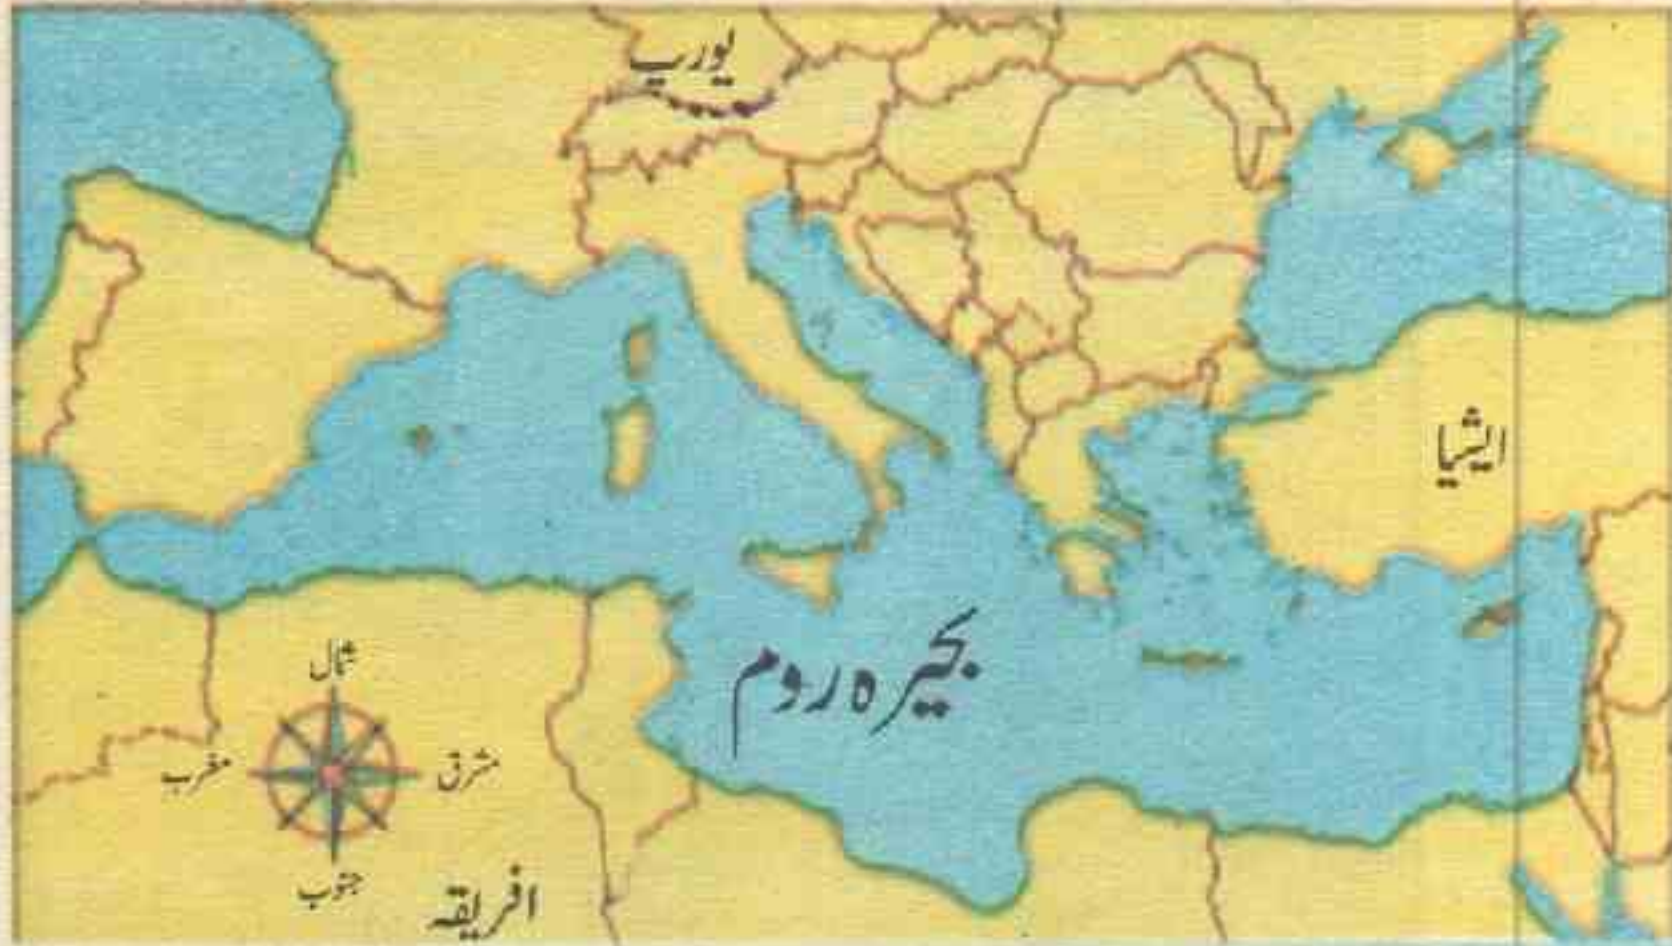 یورپ
ایشیا
بحیرہ روم
شمال
مغرب
مشرق
جنوب
افریقہ